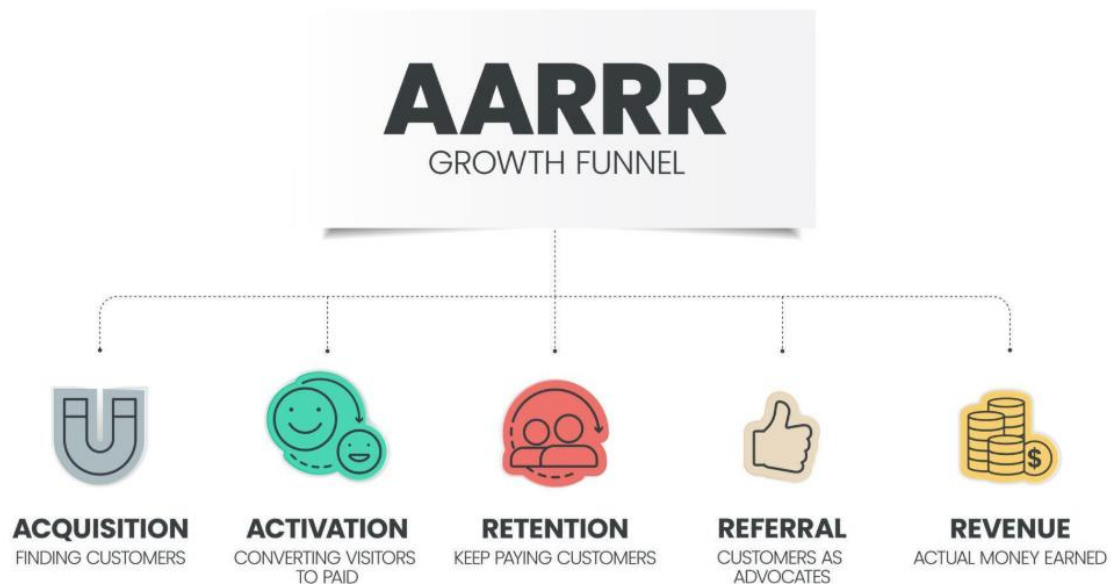 AARRR
GROWTH FUNNEL
ACQUISITION
FINDING CUSTOMERS
ACTIVATION
CONVERTING VISITORS
TO PAID
RETENTION
KEEP PAYING CUSTOMERS
REFERRAL
CUSTOMERS AS
ADVOCATES
$
REVENUE
ACTUAL MONEY EARNED